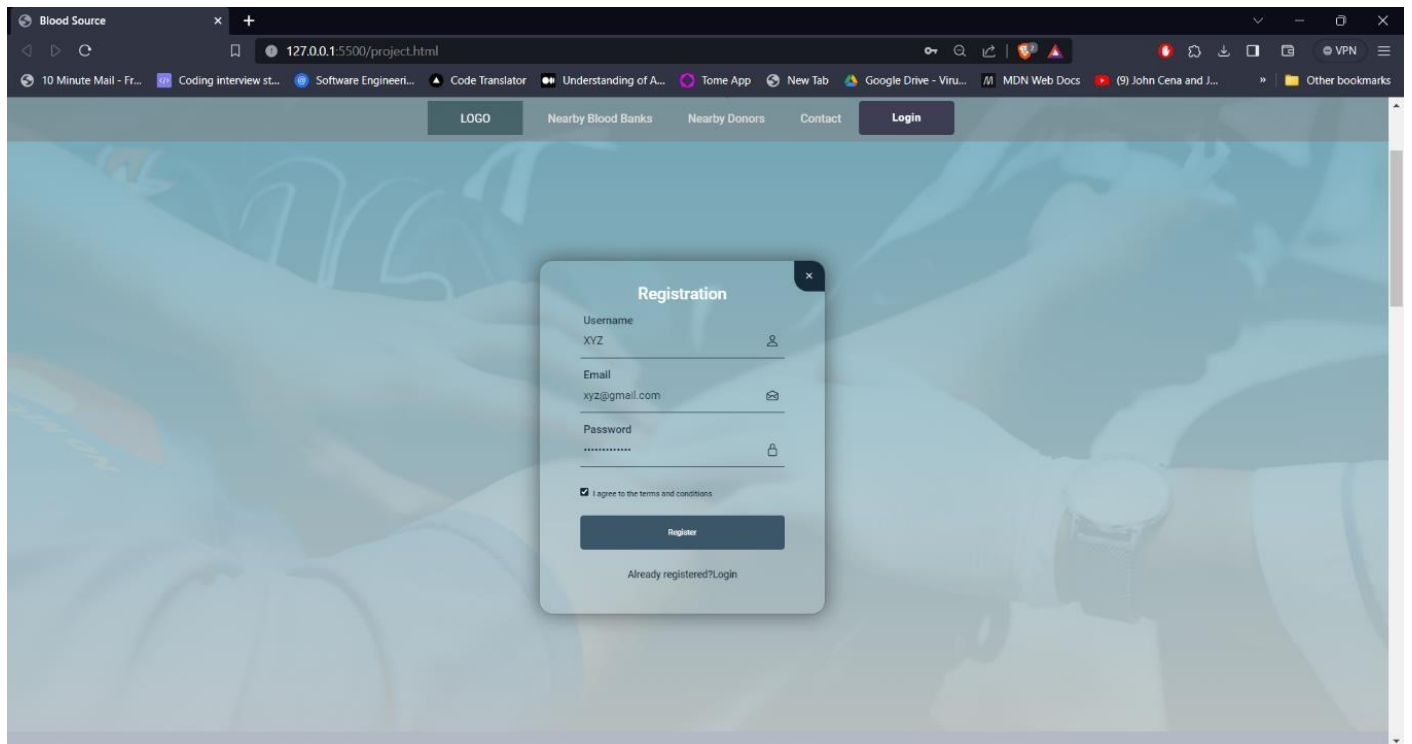 Blood Source
127.0.0.1:5500/project.html
VPN
10 Minute Mail - Fr... Coding interview st... Software Engineeri... Code Translator Understanding of A... Tome App New Tab Google Drive - Viru... MDN Web Docs (9) John Cena and J... » Other bookmarks
LOGO Nearby Blood Banks Nearby Donors Contact Login
Registration
Username
XYZ
Email
xyz@gmail.com
Password
•••••••••••••
I agree to the terms and conditions
Register
Already registered?Login